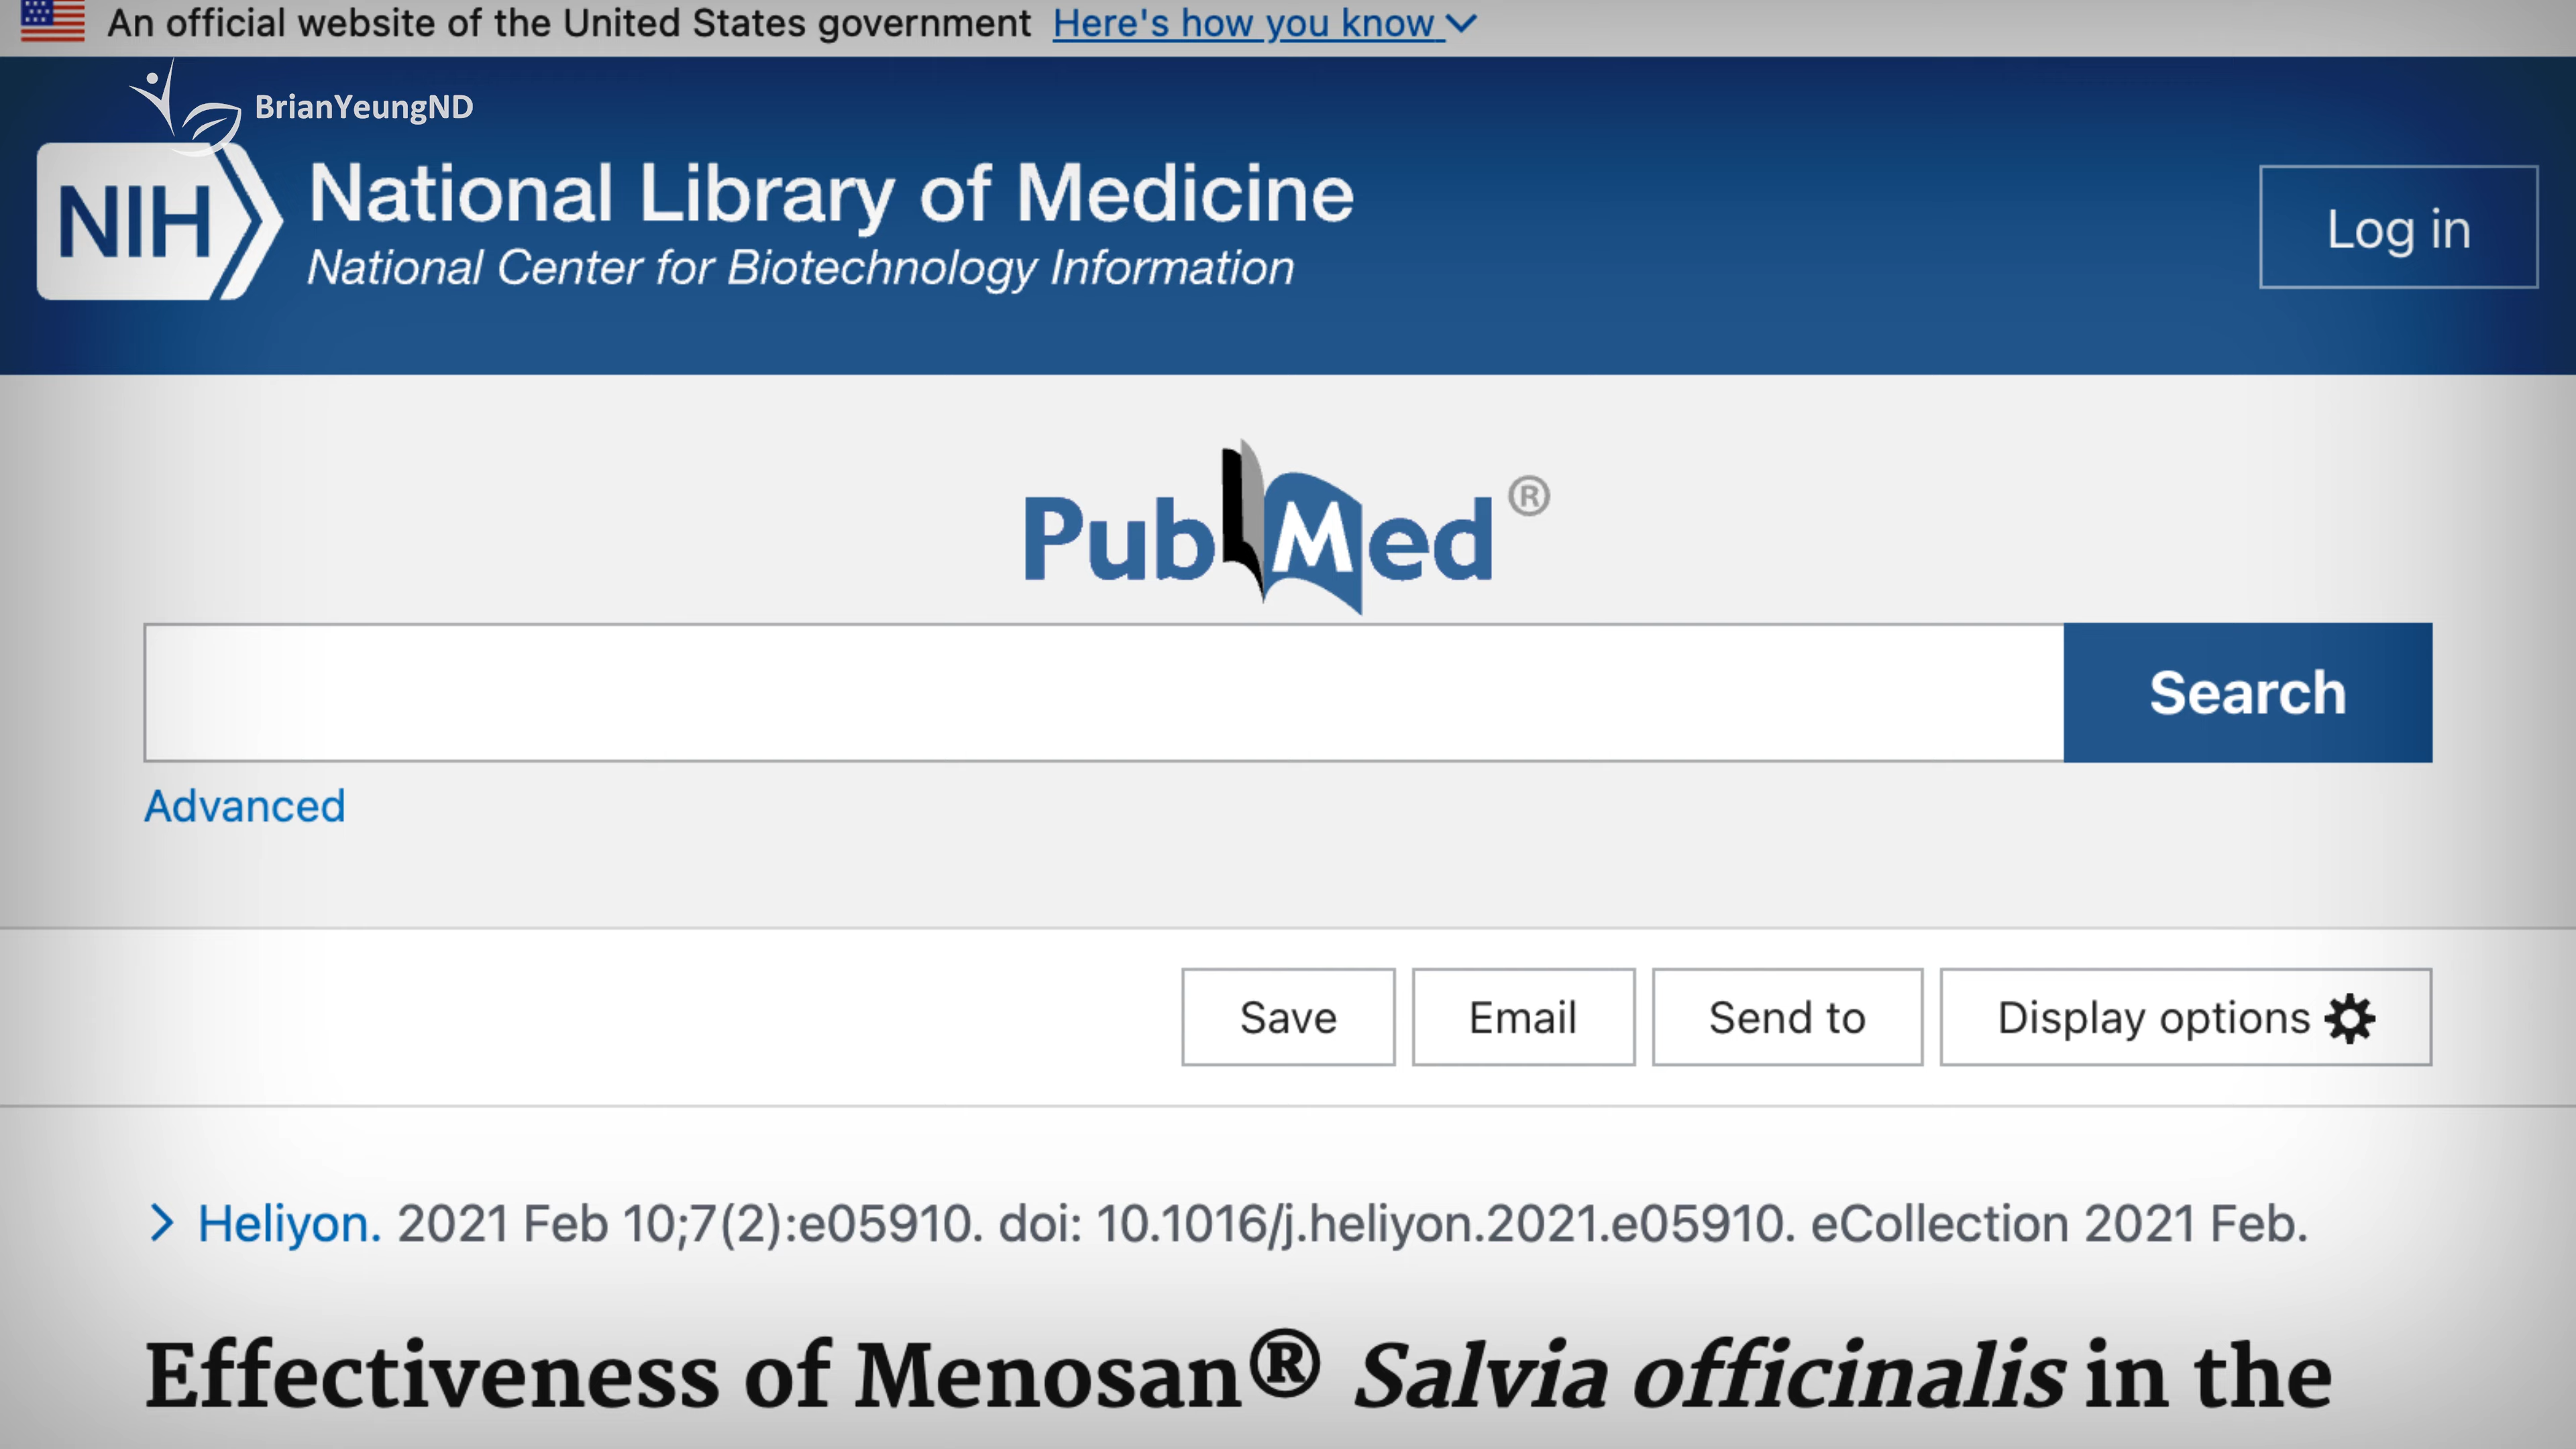 An official website of the United States government Here's how you know
BrianYeungND
NIH National Library of Medicine
National Center for Biotechnology Information
Log in
PubMed®
Search
Advanced
Save Email Send to Display options
Heliyon. 2021 Feb 10;7(2):e05910. doi: 10.1016/j.heliyon.2021.e05910. eCollection 2021 Feb.
Effectiveness of Menosan® Salvia officinalis in the